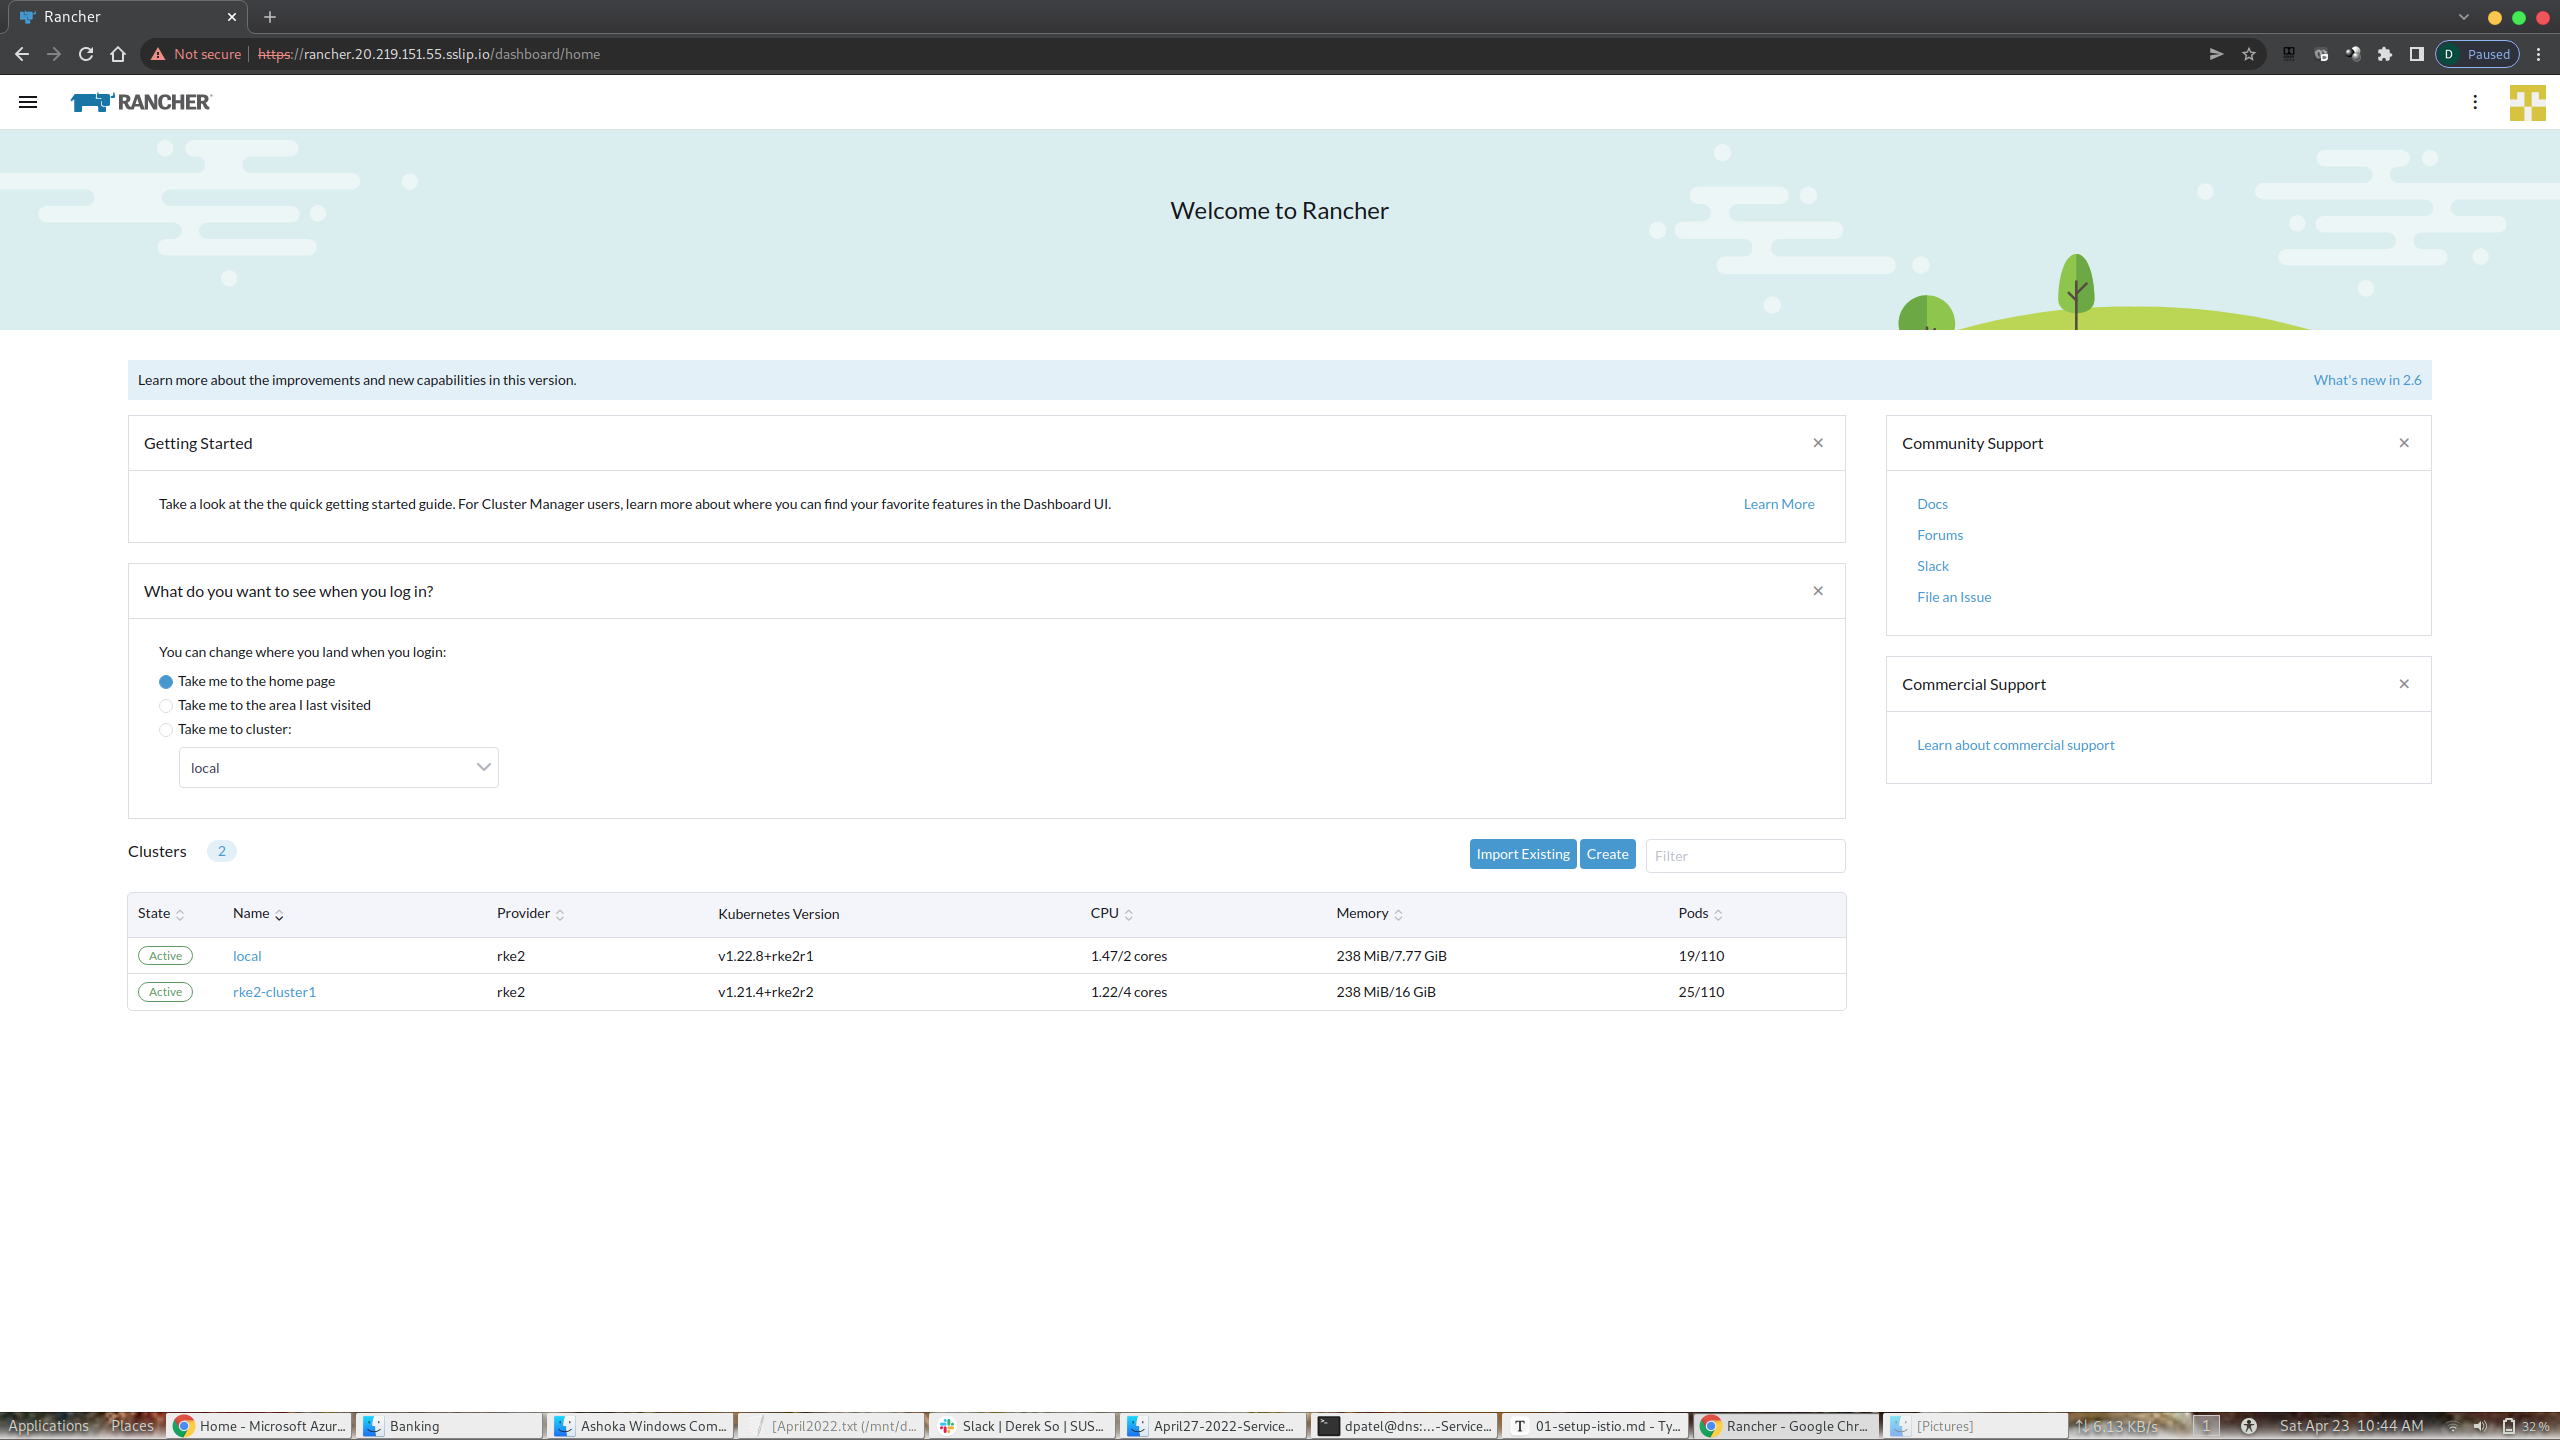 Rancher
Not secure
https://rancher.20.219.151.55.sslip.io/dashboard/home
D Paused
RANCHER
Welcome to Rancher
Learn more about the improvements and new capabilities in this version.
What's new in 2.6
Getting Started
Take a look at the the quick getting started guide. For Cluster Manager users, learn more about where you can find your favorite features in the Dashboard UI.
Learn More
What do you want to see when you log in?
You can change where you land when you login:
Take me to the home page
Take me to the area I last visited
Take me to cluster:
local
Community Support
Docs
Forums
Slack
File an Issue
Commercial Support
Learn about commercial support
Clusters 2
Import Existing Create Filter
State Name Provider Kubernetes Version CPU Memory Pods
Active local rke2 v1.22.8+rke2r1 1.47/2 cores 238 MiB/7.77 GiB 19/110
Active rke2-cluster1 rke2 v1.21.4+rke2r2 1.22/4 cores 238 MiB/16 GiB 25/110
Applications Places Home - Microsoft Azur... Banking Ashoka Windows Com... [April2022.txt (/mnt/d... Slack | Derek So | SUS... April27-2022-Service... dpatel@dns:...-Service... T 01-setup-istio.md - Ty... Rancher - Google Chr... [Pictures] 6.13 KB/s 1 Sat Apr 23 10:44 AM 32 %